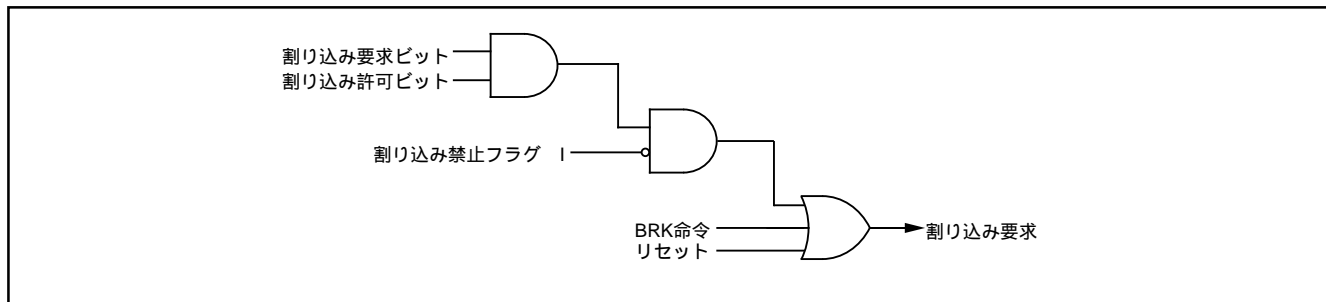 割り込み要求ビット
割り込み許可ビット
割り込み禁止フラグ I
BRK命令
リセット
割り込み要求